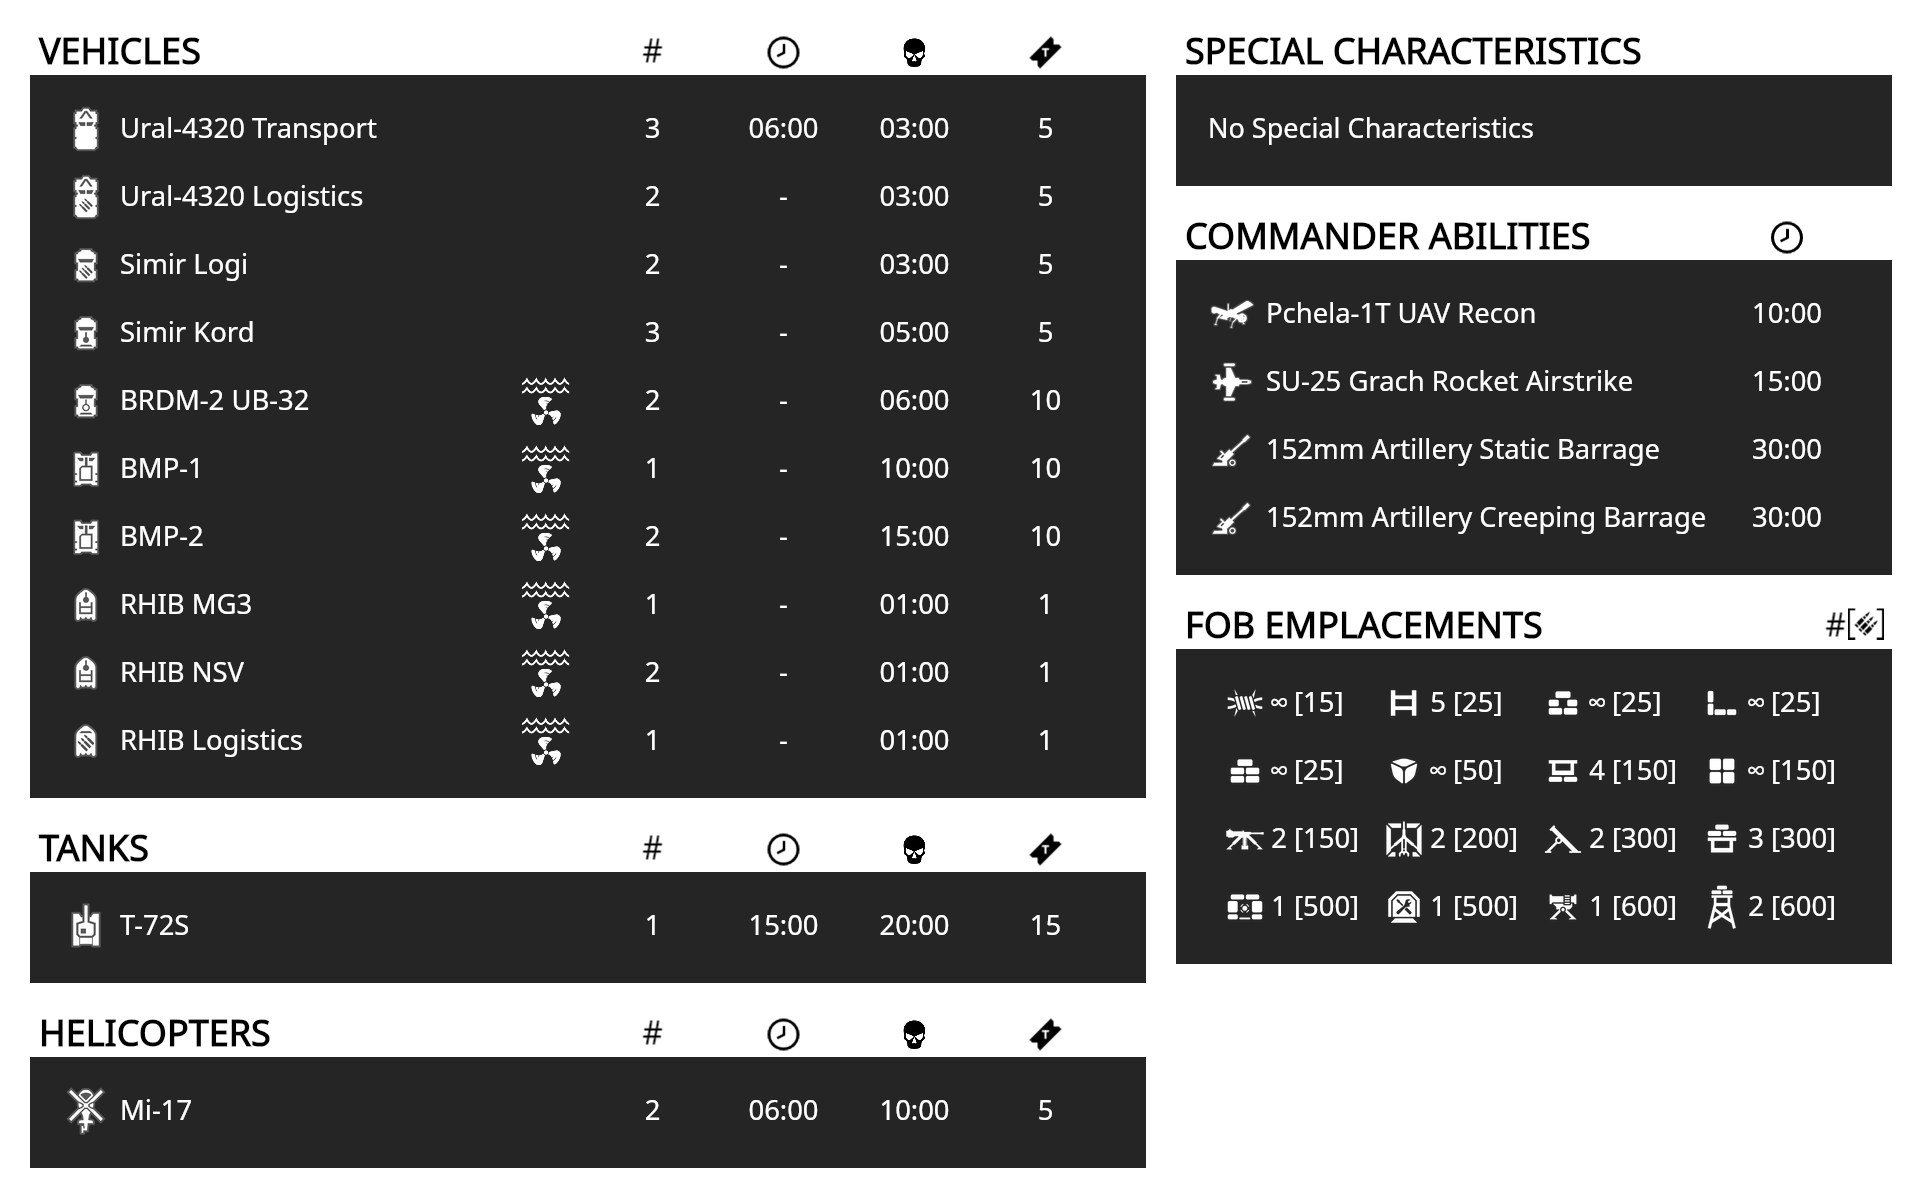 VEHICLES #
Ural-4320 Transport 3 06:00 03:00 5
Ural-4320 Logistics 2 - 03:00 5
Simir Logi 2 - 03:00 5
Simir Kord 3 - 05:00 5
BRDM-2 UB-32 2 - 06:00 10
BMP-1 1 - 10:00 10
BMP-2 2 - 15:00 10
RHIB MG3 1 - 01:00 1
RHIB NSV 2 - 01:00 1
RHIB Logistics 1 - 01:00 1
TANKS #
T-72S 1 15:00 20:00 15
HELICOPTERS #
Mi-17 2 06:00 10:00 5
SPECIAL CHARACTERISTICS
No Special Characteristics
COMMANDER ABILITIES
Pchela-1T UAV Recon 10:00
SU-25 Grach Rocket Airstrike 15:00
152mm Artillery Static Barrage 30:00
152mm Artillery Creeping Barrage 30:00
FOB EMPLACEMENTS #[]
∞ [15] 5 [25] ∞ [25] ∞ [25]
∞ [25] ∞ [50] 4 [150] ∞ [150]
2 [150] 2 [200] 2 [300] 3 [300]
1 [500] 1 [500] 1 [600] 2 [600]